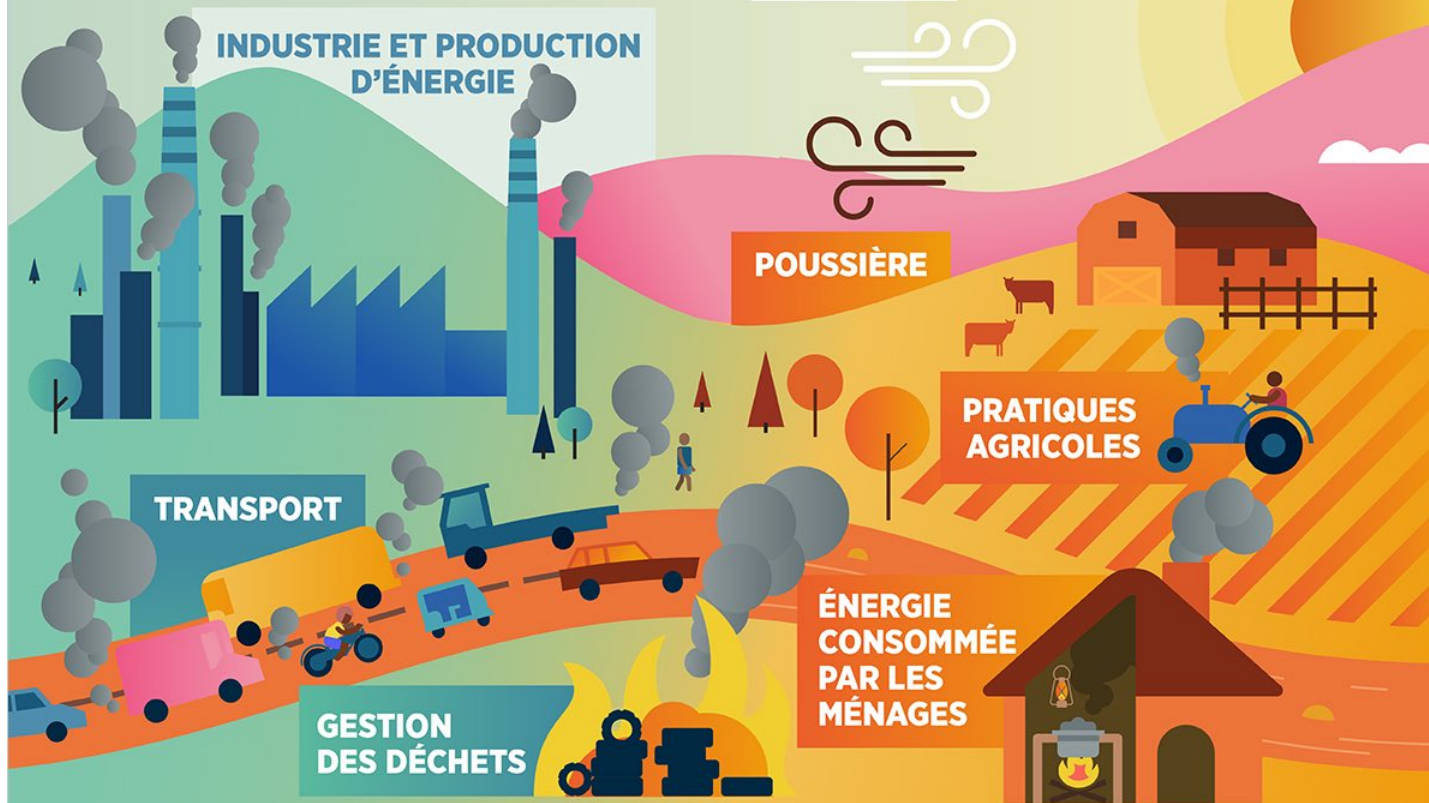 INDUSTRIE ET PRODUCTION
D'ÉNERGIE
POUSSIÈRE
PRATIQUES
AGRICOLES
TRANSPORT
ÉNERGIE
CONSOMMÉE
PAR LES
MÉNAGES
GESTION
DES DÉCHETS